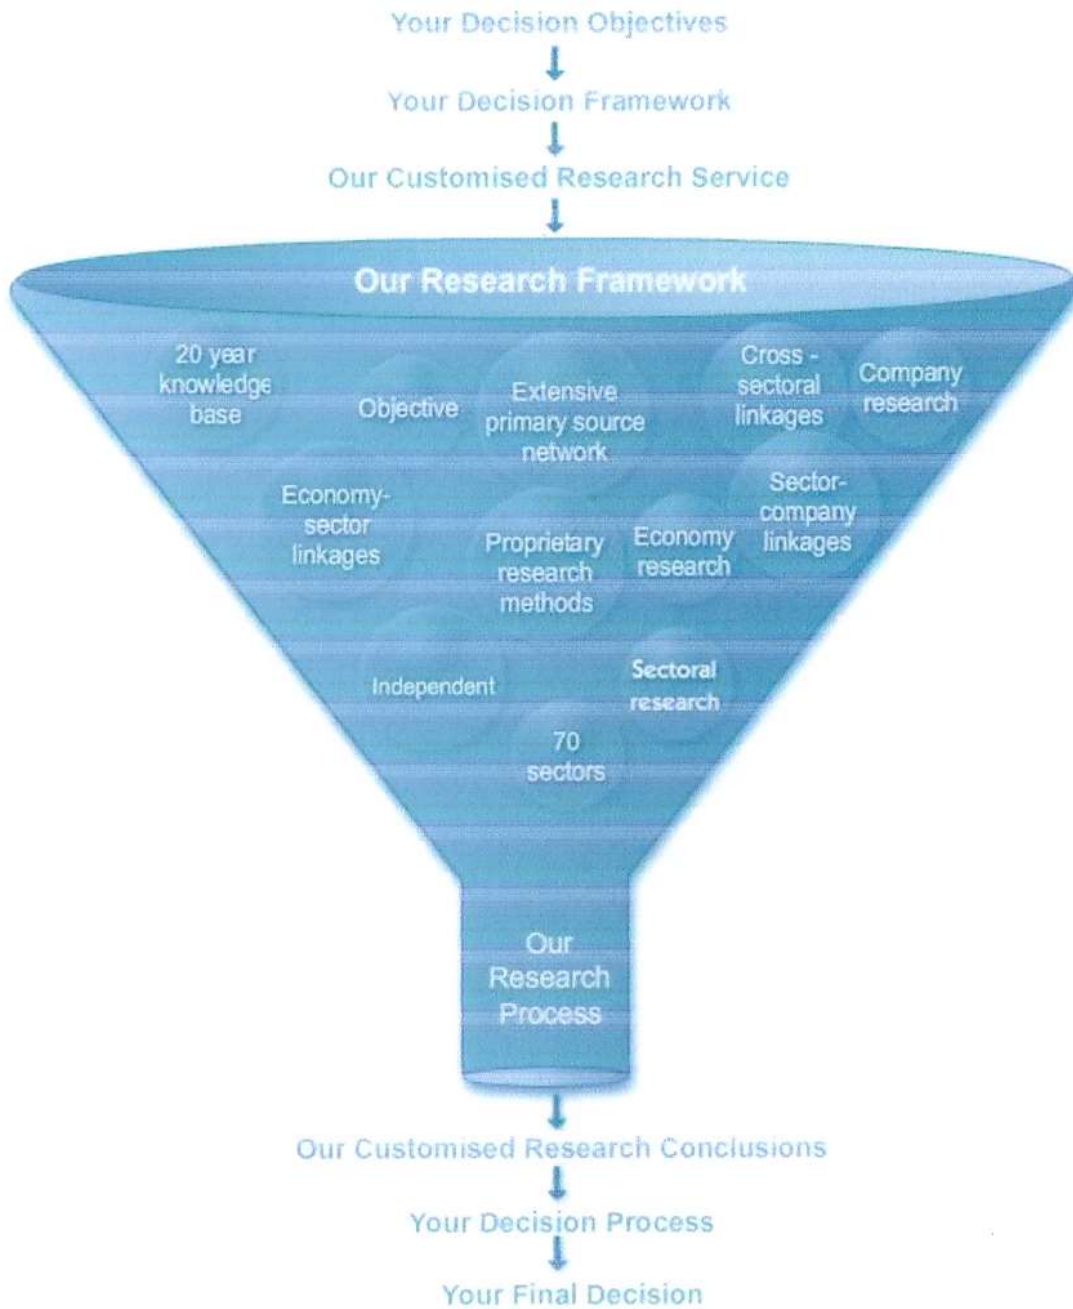 Your Decision Objectives
Your Decision Framework
Our Customised Research Service
Our Research Framework
20 year
knowledge
base
Objective
Extensive
primary source
network
Cross -
sectoral
linkages
Company
research
Economy-
sector
linkages
Proprietary
research
methods
Economy
research
Sector-
company
linkages
Independent
Sectoral
research
70
sectors
Our
Research
Process
Our Customised Research Conclusions
Your Decision Process
Your Final Decision